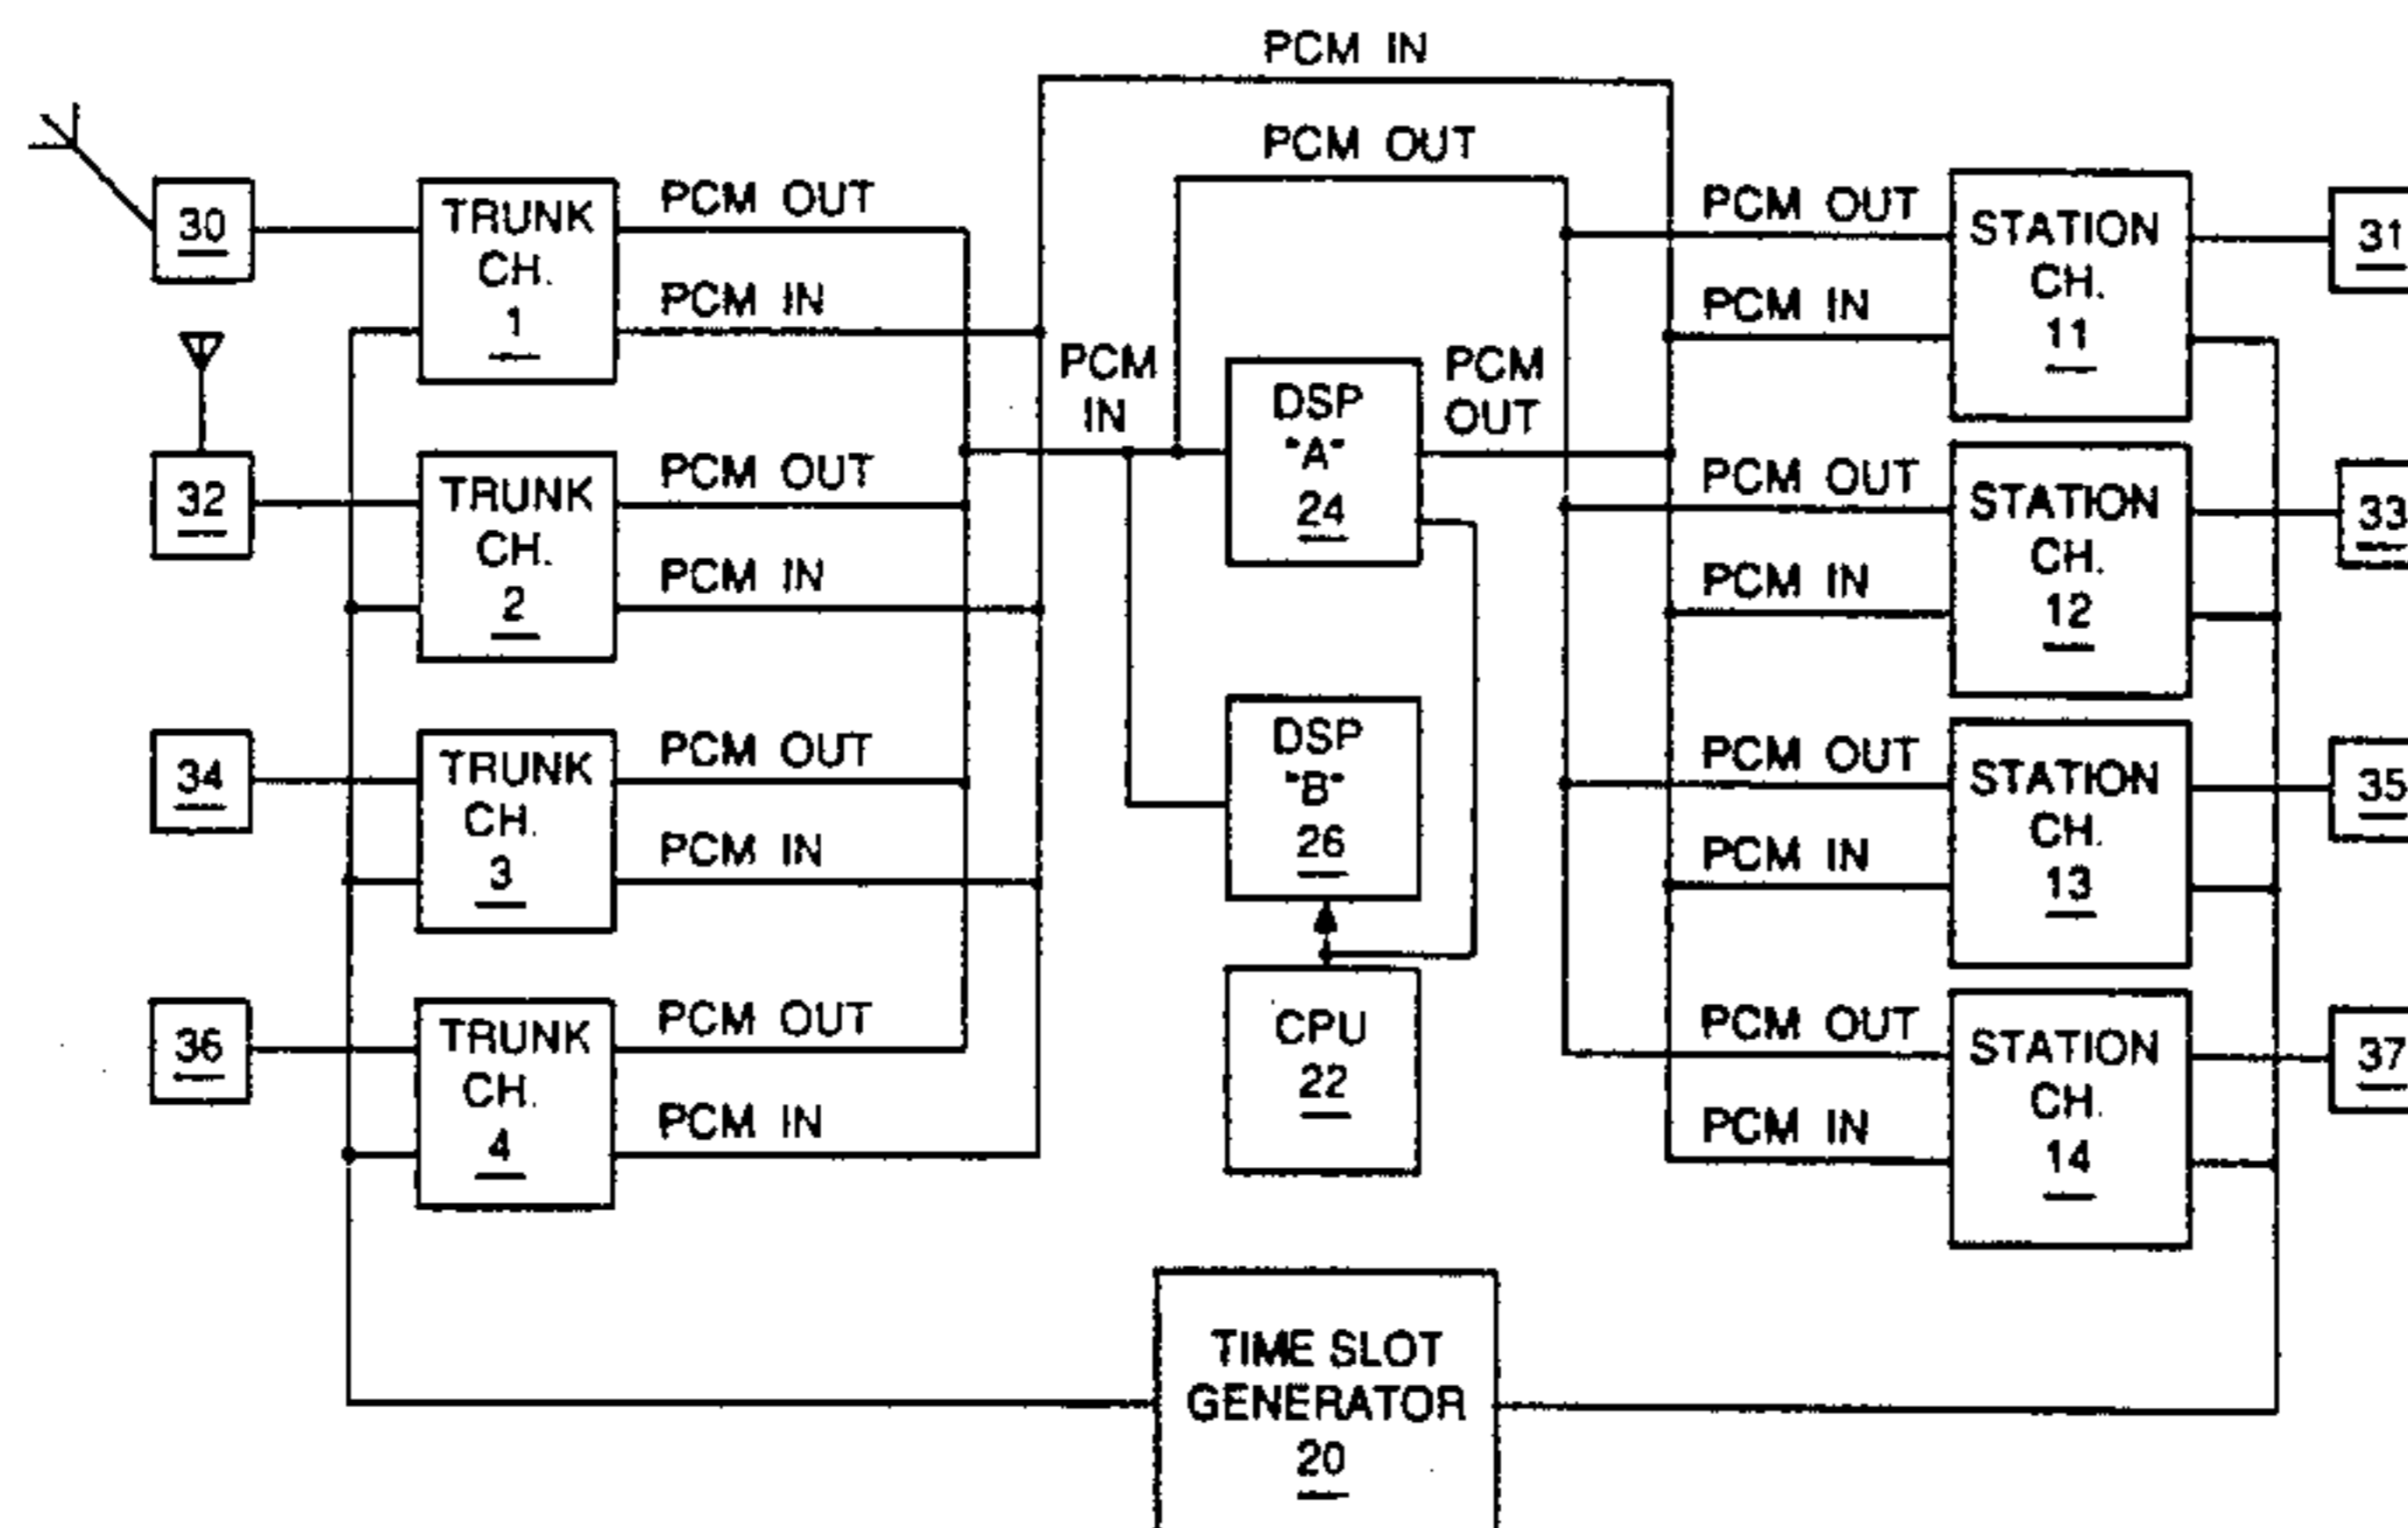 PCM IN
PCM OUT
30
TRUNK
CH.
1
PCM OUT
PCM IN
32
TRUNK
CH.
2
PCM OUT
PCM IN
34
TRUNK
CH.
3
PCM OUT
PCM IN
36
TRUNK
CH.
4
PCM OUT
PCM IN
PCM
IN
DSP
"A"
24
PCM
OUT
DSP
"B"
26
CPU
22
PCM OUT
PCM IN
STATION
CH.
11
31
PCM OUT
PCM IN
STATION
CH.
12
33
PCM OUT
PCM IN
STATION
CH.
13
35
PCM OUT
PCM IN
STATION
CH.
14
37
TIME SLOT
GENERATOR
20